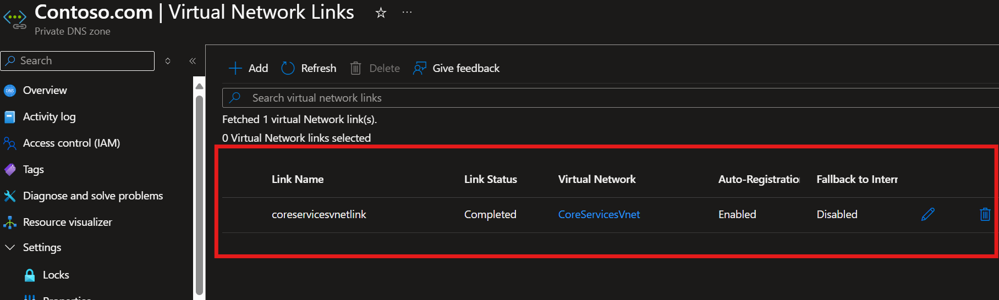 Contoso.com | Virtual Network Links
Private DNS zone
Search
Add
Refresh
Delete
Give feedback
Overview
Activity log
Access control (IAM)
Tags
Diagnose and solve problems
Resource visualizer
Settings
Locks
Properties
Search virtual network links
Fetched 1 virtual Network link(s).
0 Virtual Network links selected
Link Name Link Status Virtual Network Auto-Registratio Fallback to Interr
coreservicesvnetlink Completed CoreServicesVnet Enabled Disabled